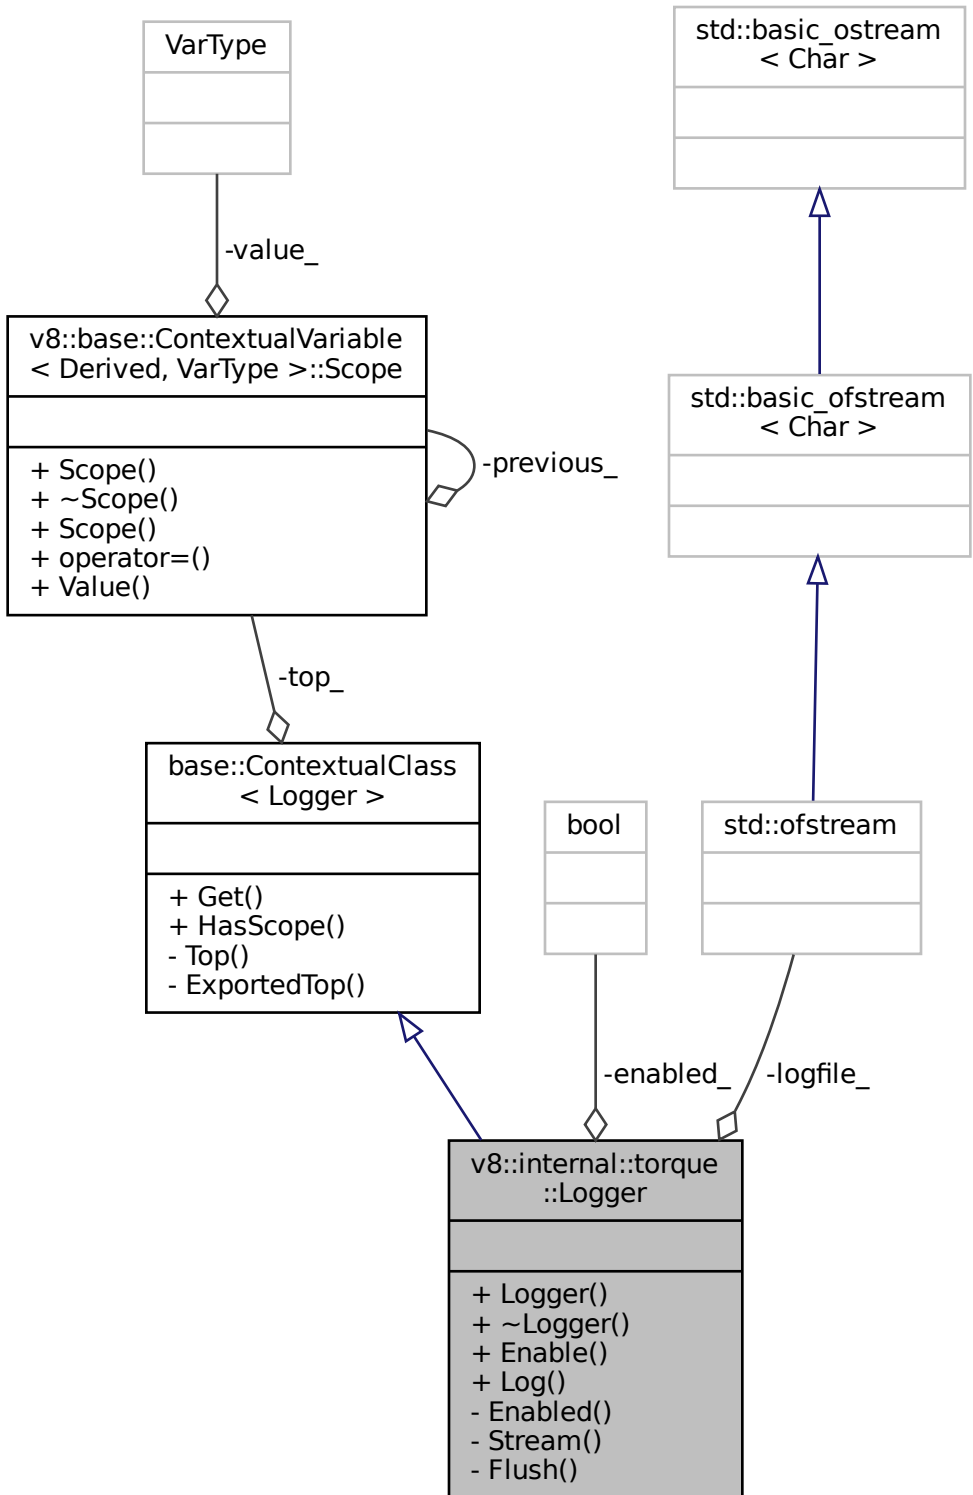 VarType
std::basic_ostream
< Char >
-value_
v8::base::ContextualVariable
< Derived, VarType >::Scope
+ Scope()
+ ~Scope()
+ Scope()
+ operator=()
+ Value()
-previous_
std::basic_ofstream
< Char >
-top_
base::ContextualClass
< Logger >
+ Get()
+ HasScope()
- Top()
- ExportedTop()
bool
std::ofstream
-enabled_
-logfile_
v8::internal::torque
::Logger
+ Logger()
+ ~Logger()
+ Enable()
+ Log()
- Enabled()
- Stream()
- Flush()